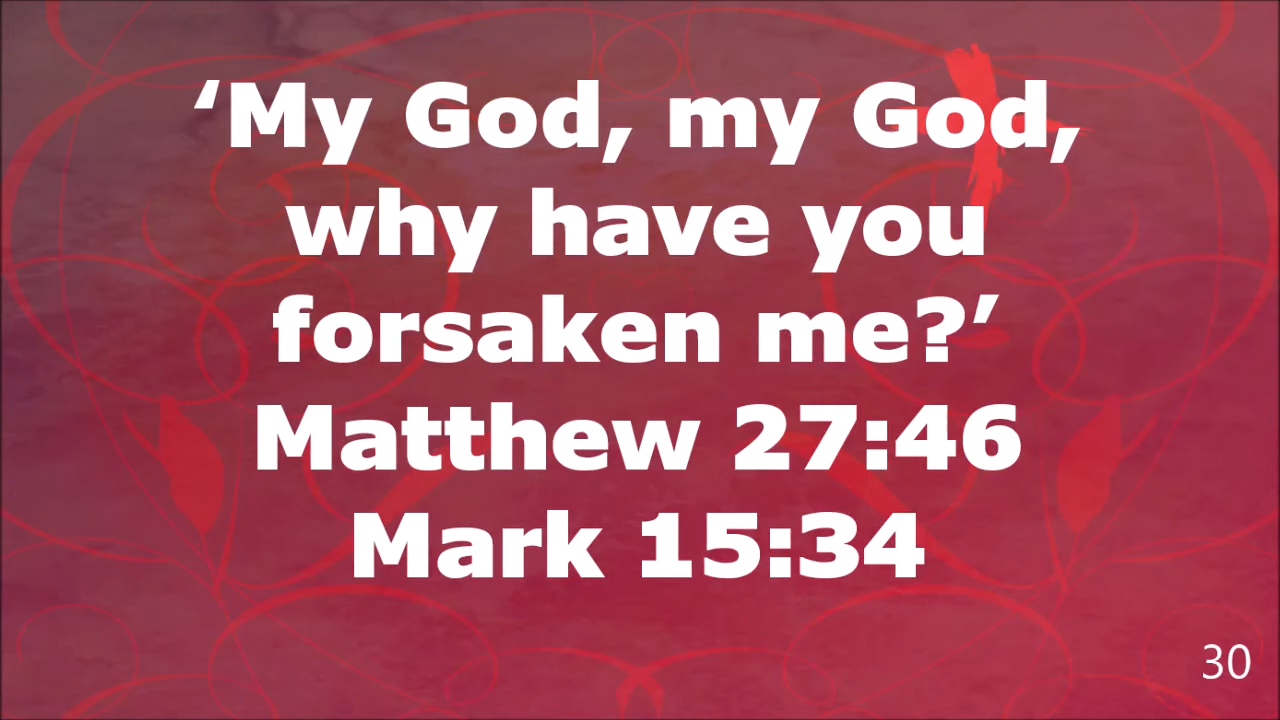 ‘My God, my God,
why have you
forsaken me?’
Matthew 27:46
Mark 15:34
30